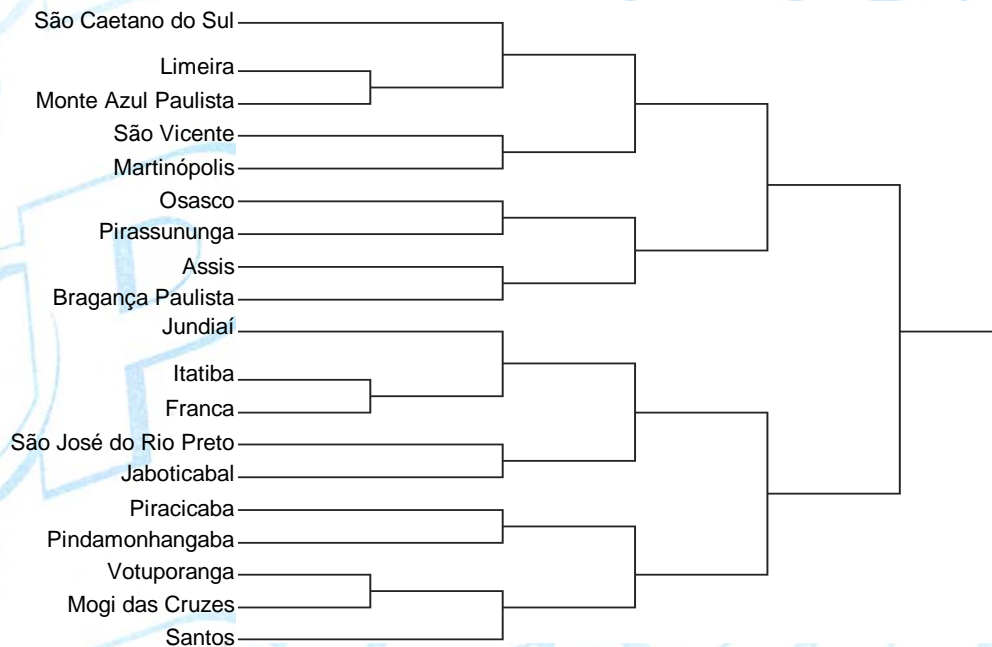 São Caetano do Sul
Limeira
Monte Azul Paulista
São Vicente
Martinópolis
Osasco
Pirassununga
Assis
Bragança Paulista
Jundiaí
Itatiba
Franca
São José do Rio Preto
Jaboticabal
Piracicaba
Pindamonhangaba
Votuporanga
Mogi das Cruzes
Santos